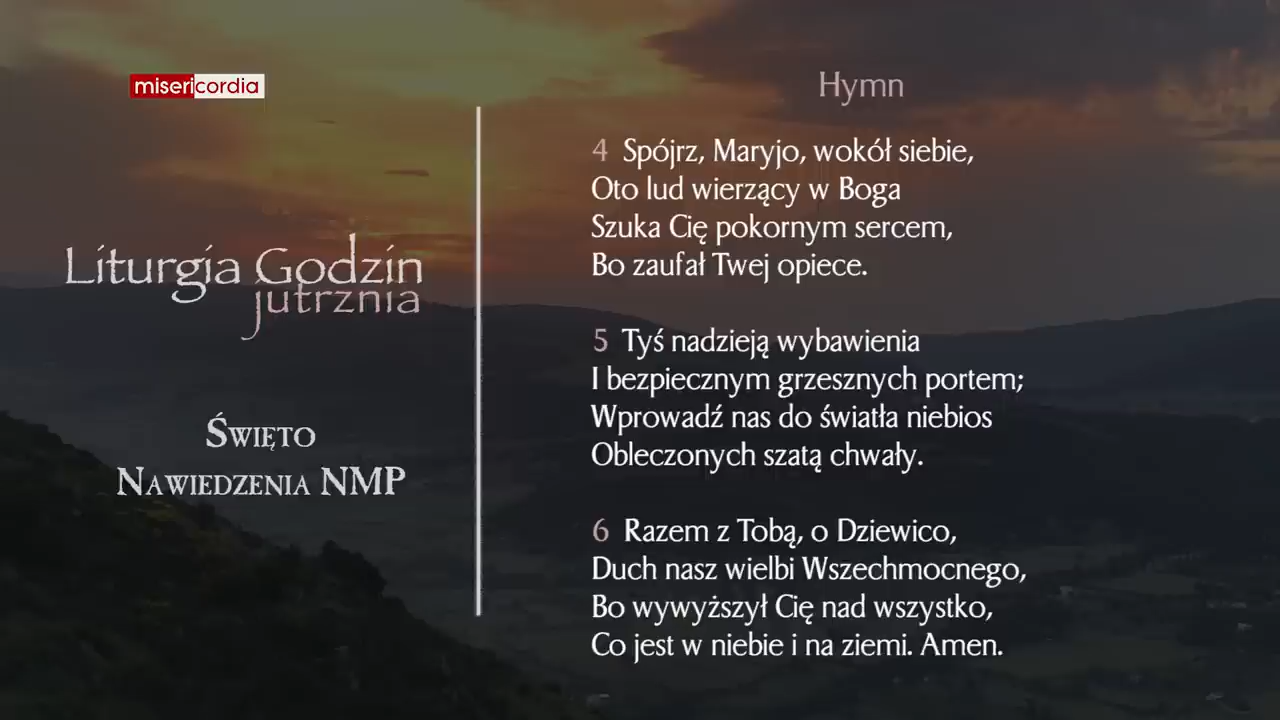 misericordia
Liturgia Godzin
jutrznia
Święto
Nawiedzenia NMP
Hymn
4 Spójrz, Maryjo, wokół siebie,
Oto lud wierzący w Boga
Szuka Cię pokornym sercem,
Bo zaufał Twej opiece.
5 Tyś nadzieją wybawienia
I bezpiecznym grzesznych portem;
Wprowadź nas do światła niebios
Obleczonych szatą chwały.
6 Razem z Tobą, o Dziewico,
Duch nasz wielbi Wszechmocnego,
Bo wywyższył Cię nad wszystko,
Co jest w niebie i na ziemi. Amen.